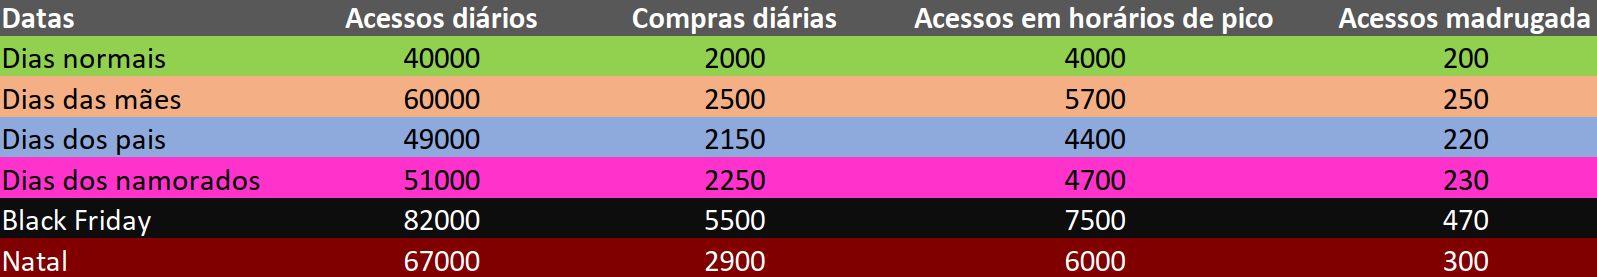 Datas Acessos diários Compras diárias Acessos em horários de pico Acessos madrugada
Dias normais 40000 2000 4000 200
Dias das mães 60000 2500 5700 250
Dias dos pais 49000 2150 4400 220
Dias dos namorados 51000 2250 4700 230
Black Friday 82000 5500 7500 470
Natal 67000 2900 6000 300